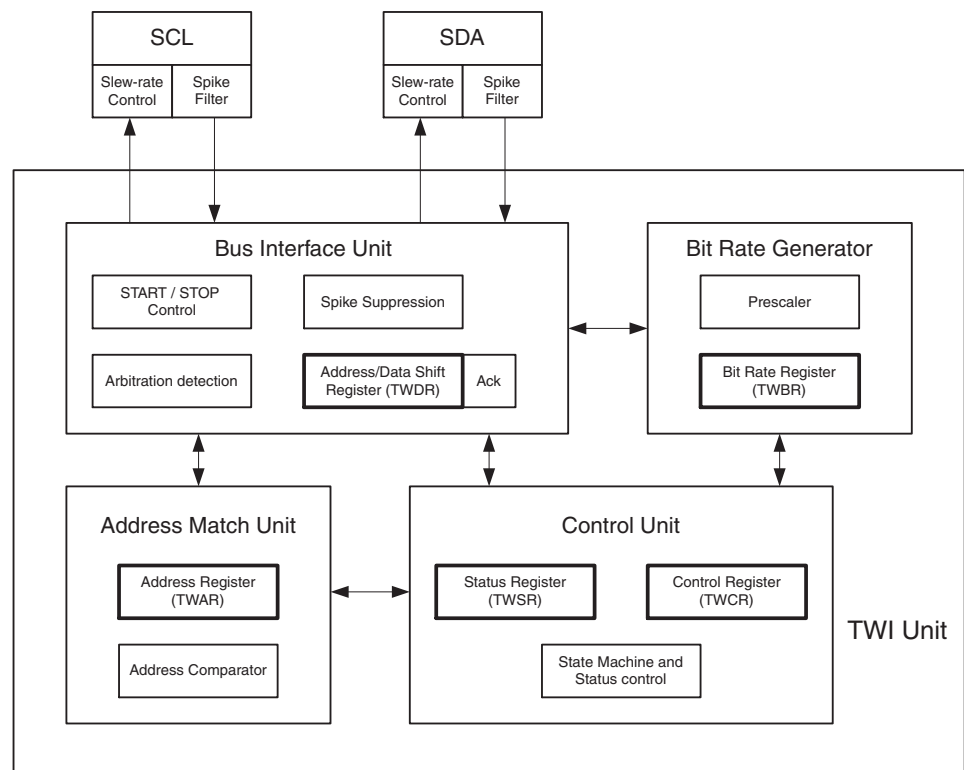 SCL
SDA
Slew-rate
Control
Spike
Filter
Slew-rate
Control
Spike
Filter
Bus Interface Unit
Bit Rate Generator
START / STOP
Control
Spike Suppression
Prescaler
Arbitration detection
Address/Data Shift
Register (TWDR)
Ack
Bit Rate Register
(TWBR)
Address Match Unit
Control Unit
Address Register
(TWAR)
Status Register
(TWSR)
Control Register
(TWCR)
TWI Unit
Address Comparator
State Machine and
Status control